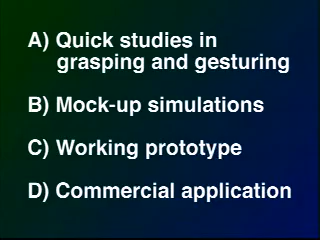 A) Quick studies in
grasping and gesturing
B) Mock-up simulations
C) Working prototype
D) Commercial application